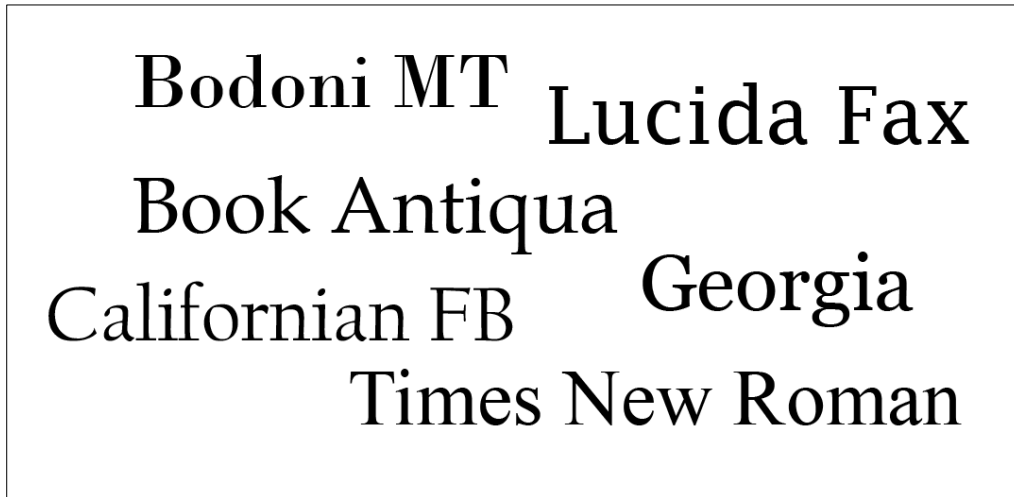 Bodoni MT
Lucida Fax
Book Antiqua
Georgia
Californian FB
Times New Roman